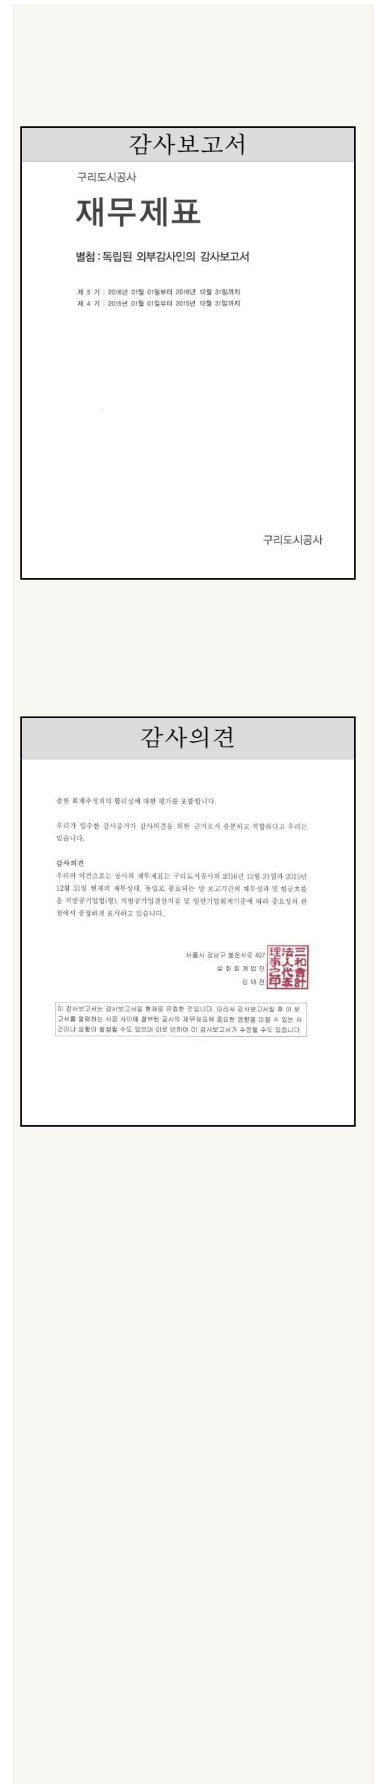 감사보고서
구리도시공사
재무제표
별첨 : 독립된 외부감사인의 감사보고서
제 5 기 : 2016년 01월 01일부터 2016년 12월 31일까지
제 4 기 : 2015년 01월 01일부터 2015년 12월 31일까지
구리도시공사
감사의견
출한 회계추정치의 합리성에 대한 평가를 포함합니다.
우리가 입수한 감사증거가 감사의견을 위한 근거로서 충분하고 적합하다고 우리는
믿습니다.
감사의견
우리의 의견으로는 공사의 재무제표는 구리도시공사의 2016년 12월 31일과 2015년
12월 31일 현재의 재무상태, 동일로 종료되는 양 보고기간의 재무성과 및 현금흐름
을 지방공기업법(령), 지방공기업결산지침 및 일반기업회계기준에 따라 중요성의 관
점에서 공정하게 표시하고 있습니다.
서울시 강남구 봉은사로 407
삼 화 회 계 법 인
三和會計
法人代表
理事之印
이 감사보고서는 감사보고서일 현재로 유효한 것입니다. 따라서 감사보고서일 후 이 보
고서를 열람하는 시점 사이에 첨부된 공사의 재무제표에 중요한 영향을 미칠 수 있는 사
건이나 상황이 발생할 수도 있으며 이로 인하여 이 감사보고서가 수정될 수도 있습니다.